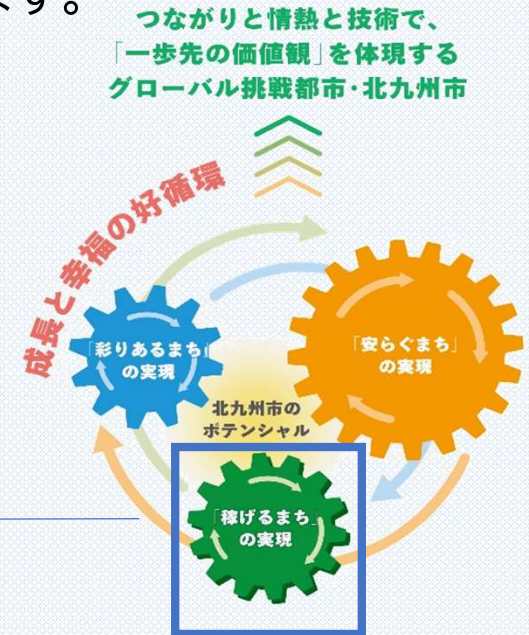 ます。
つながりと情熱と技術で、
「一歩先の価値観」を体現する
グローバル挑戦都市・北九州市
成長と幸福の好循環
「彩りあるまち」
の実現
「安らぐまち」
の実現
北九州市の
ポテンシャル
「稼げるまち」
の実現